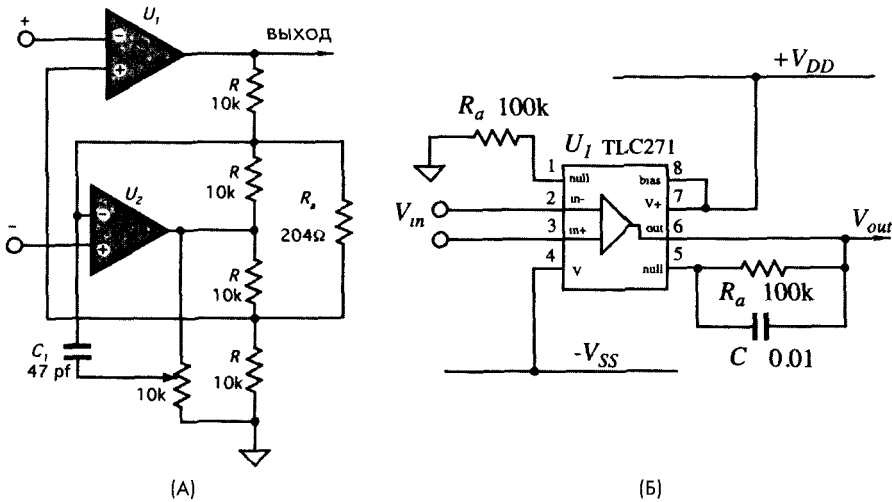 U1
+
-
+
ВЫХОД
R
10k
R
10k
U2
-
+
-
Ra
204Ω
R
10k
C1
47 pf
R
10k
10k
(А)
+VDD
Ra 100k
U1 TLC271
1
null
bias
8
2
in-
V+
7
Vin
3
in+
out
6
Vout
4
V
null
5
Ra 100k
C 0.01
-VSS
(Б)